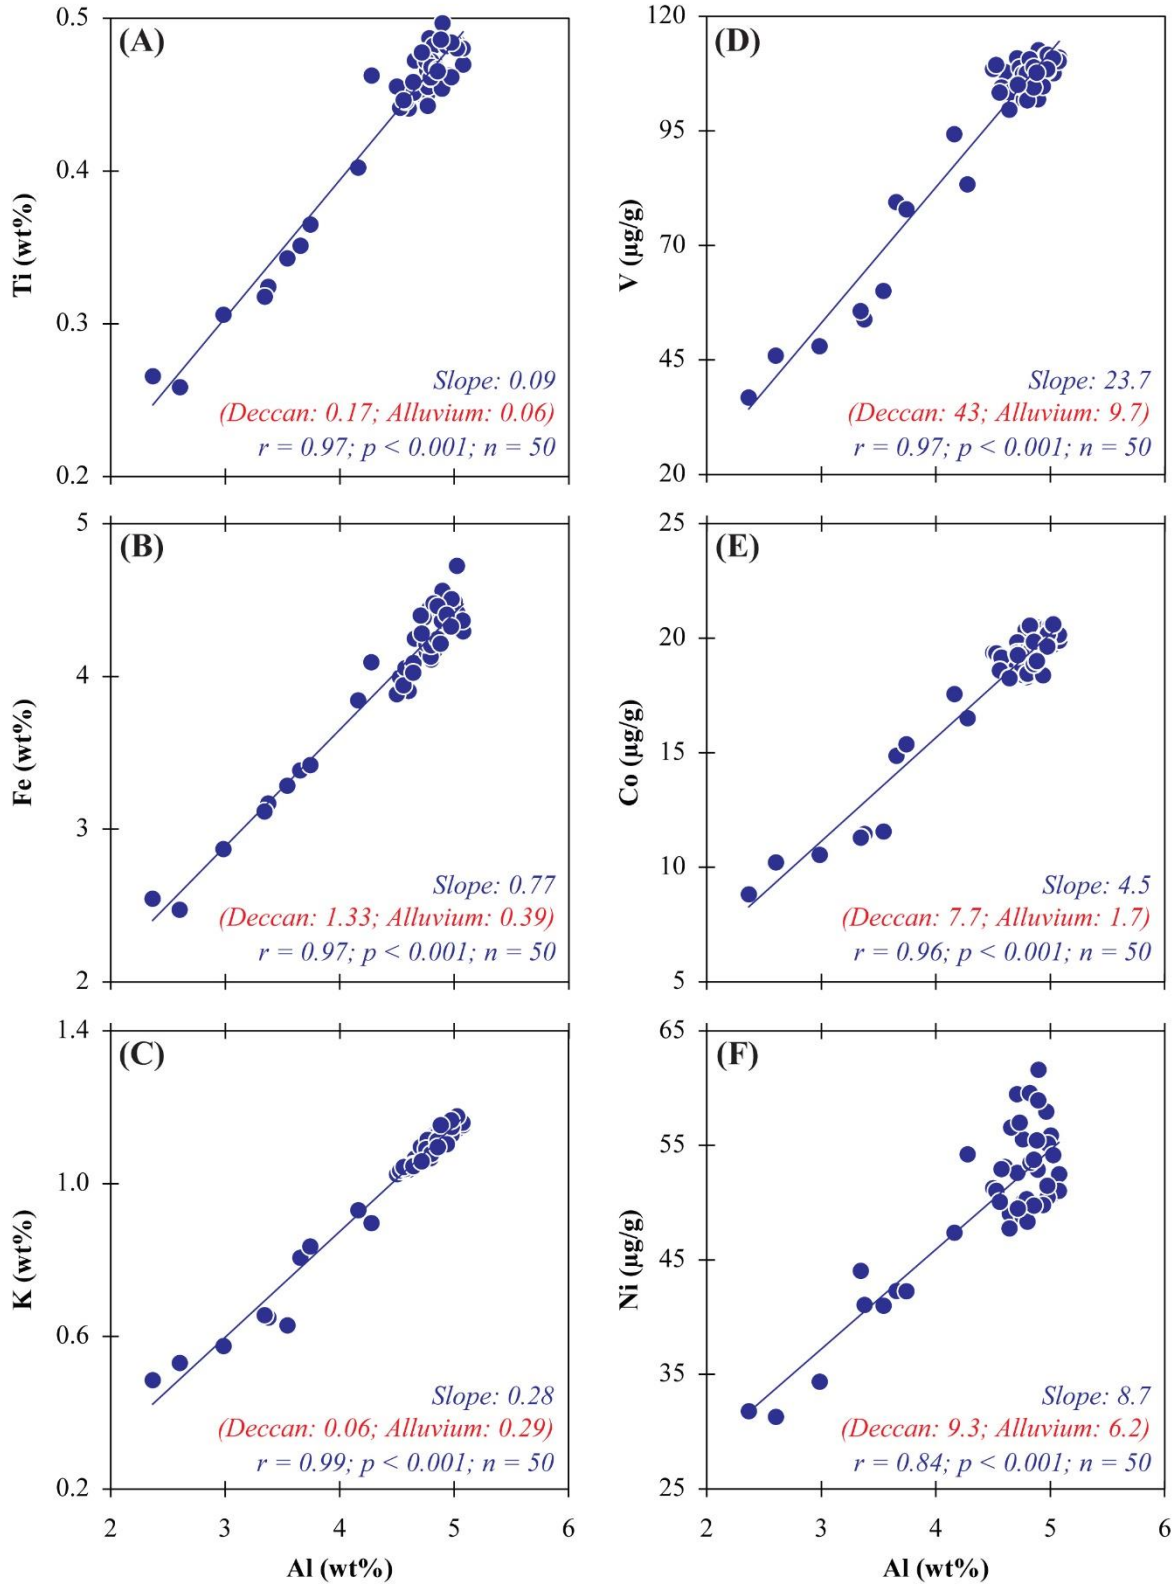 (A)
Ti (wt%)
0.5
0.4
0.3
0.2
Slope: 0.09
(Deccan: 0.17; Alluvium: 0.06)
r = 0.97; p < 0.001; n = 50
(D)
V (µg/g)
120
95
70
45
20
Slope: 23.7
(Deccan: 43; Alluvium: 9.7)
r = 0.97; p < 0.001; n = 50
(B)
Fe (wt%)
5
4
3
2
Slope: 0.77
(Deccan: 1.33; Alluvium: 0.39)
r = 0.97; p < 0.001; n = 50
(E)
Co (µg/g)
25
20
15
10
5
Slope: 4.5
(Deccan: 7.7; Alluvium: 1.7)
r = 0.96; p < 0.001; n = 50
(C)
K (wt%)
1.4
1.0
0.6
0.2
Slope: 0.28
(Deccan: 0.06; Alluvium: 0.29)
r = 0.99; p < 0.001; n = 50
2 3 4 5 6
Al (wt%)
(F)
Ni (µg/g)
65
55
45
35
25
Slope: 8.7
(Deccan: 9.3; Alluvium: 6.2)
r = 0.84; p < 0.001; n = 50
2 3 4 5 6
Al (wt%)